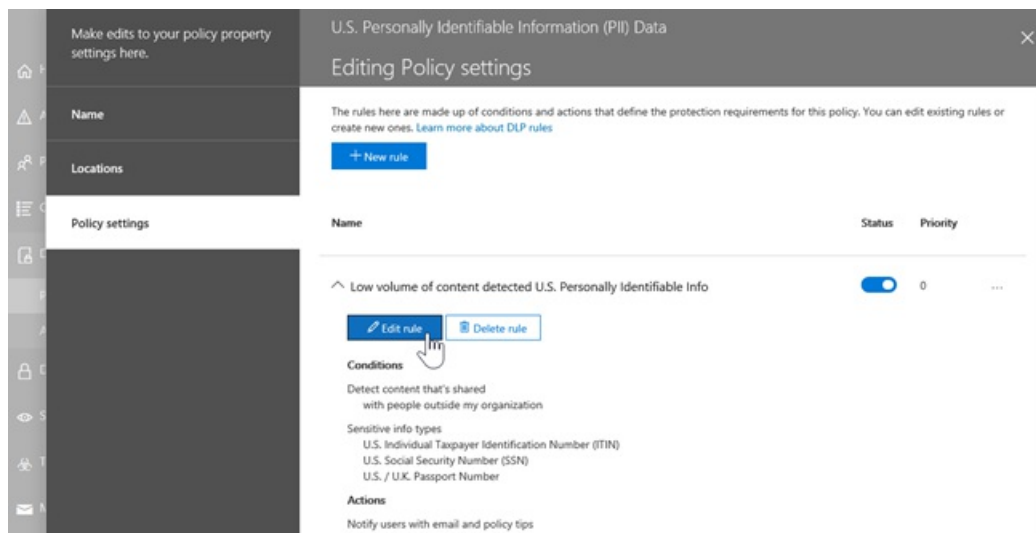 Make edits to your policy property
settings here.
Name
Locations
Policy settings
U.S. Personally Identifiable Information (PII) Data
Editing Policy settings
The rules here are made up of conditions and actions that define the protection requirements for this policy. You can edit existing rules or
create new ones. Learn more about DLP rules
+ New rule
Name Status Priority
Low volume of content detected U.S. Personally Identifiable Info 0 ...
Edit rule Delete rule
Conditions
Detect content that's shared
with people outside my organization
Sensitive info types
U.S. Individual Taxpayer Identification Number (ITIN)
U.S. Social Security Number (SSN)
U.S. / U.K. Passport Number
Actions
Notify users with email and policy tips